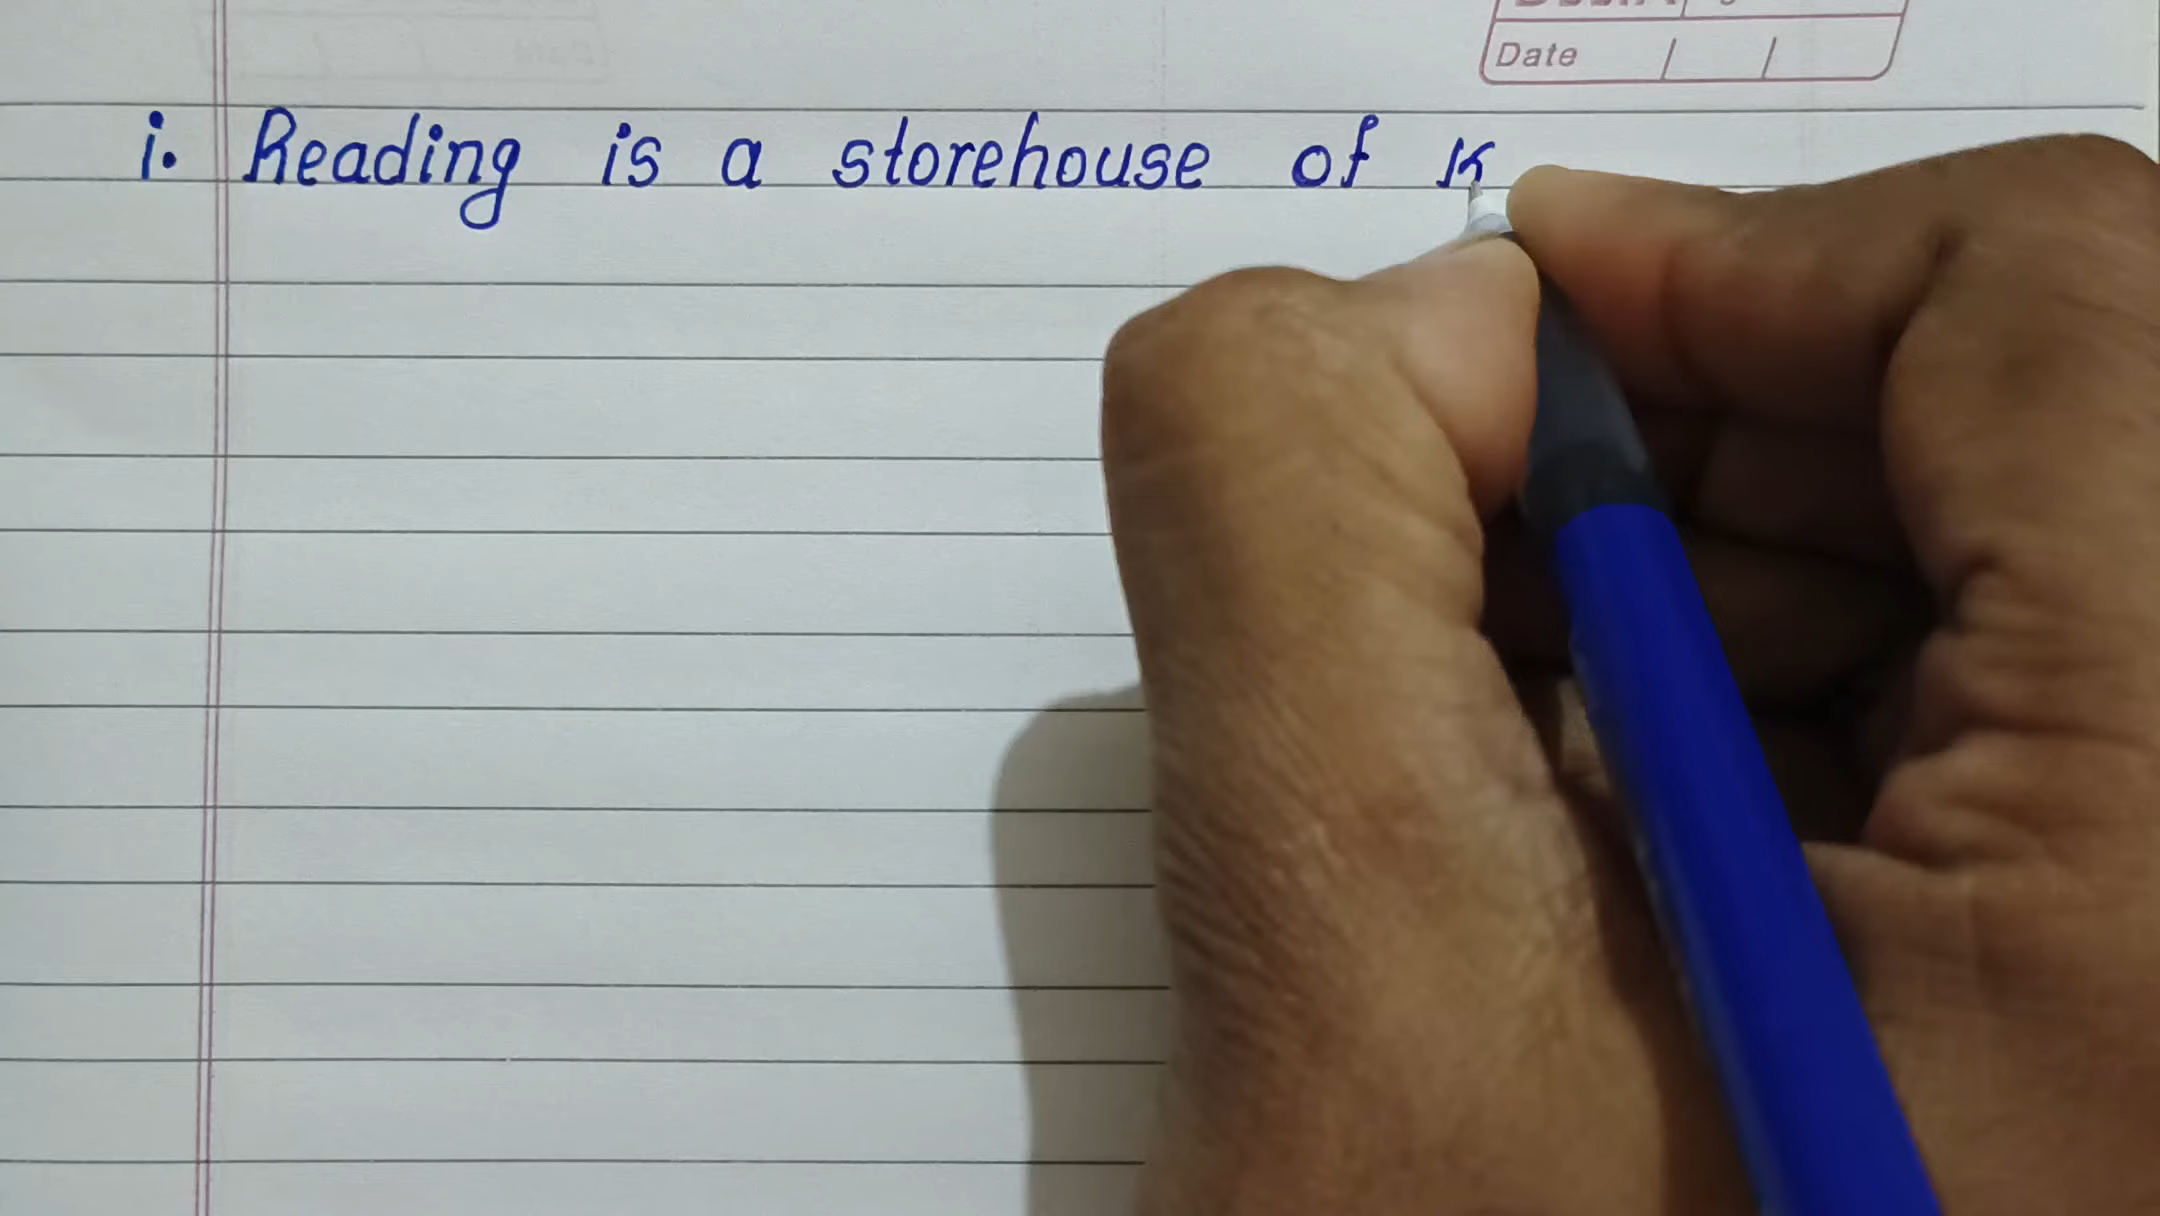 Date / /
i. Reading is a storehouse of K